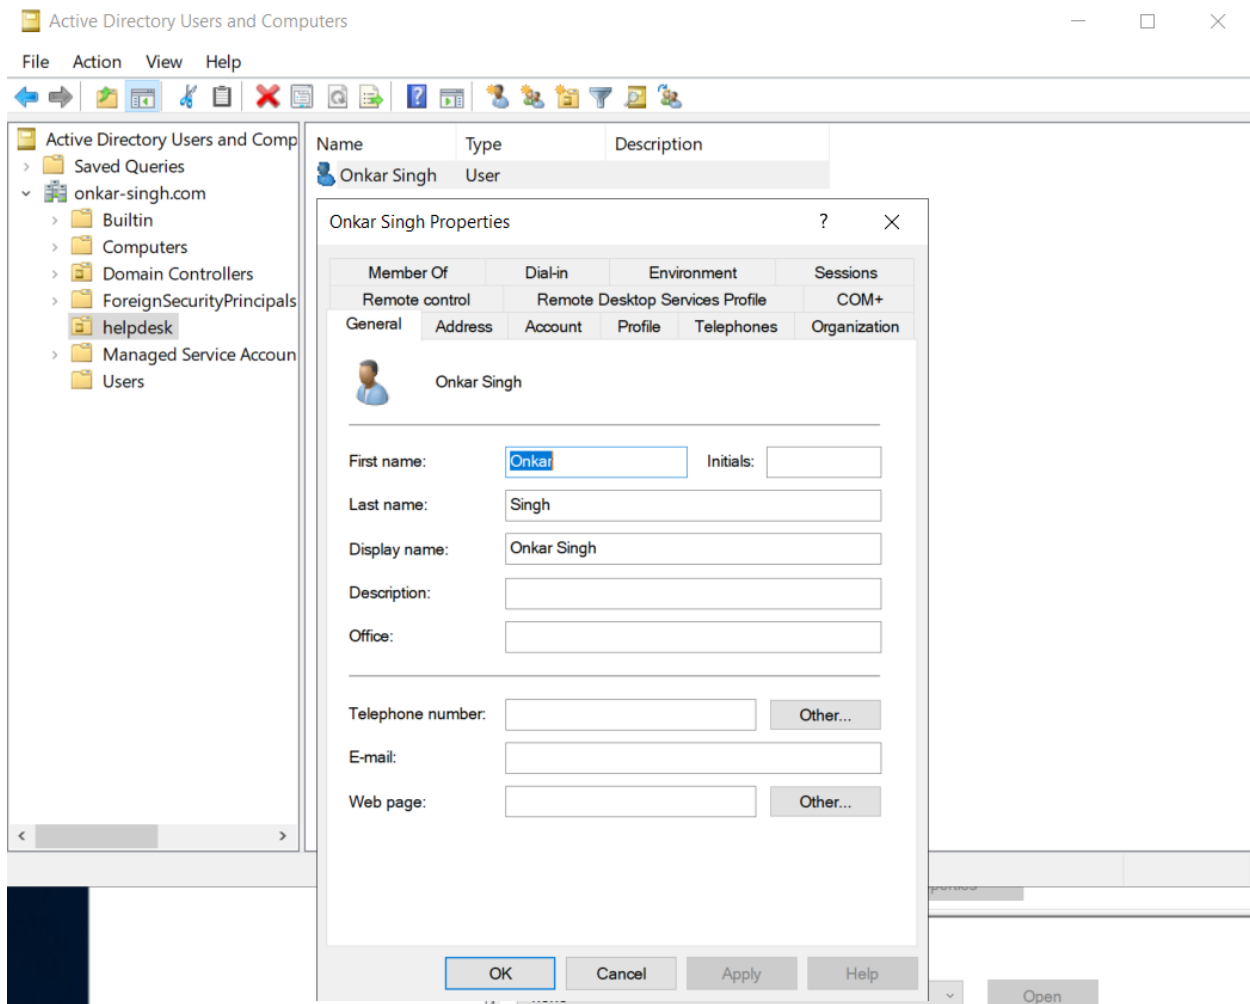 Active Directory Users and Computers
File Action View Help
Active Directory Users and Comp
Saved Queries
onkar-singh.com
Builtin
Computers
Domain Controllers
ForeignSecurityPrincipals
helpdesk
Managed Service Accoun
Users
Name Type Description
Onkar Singh User
Onkar Singh Properties
?
Member Of Dial-in Environment Sessions
Remote control Remote Desktop Services Profile COM+
General Address Account Profile Telephones Organization
Onkar Singh
First name: Onkar Initials:
Last name: Singh
Display name: Onkar Singh
Description:
Office:
Telephone number: Other...
E-mail:
Web page: Other...
OK Cancel Apply Help
Open